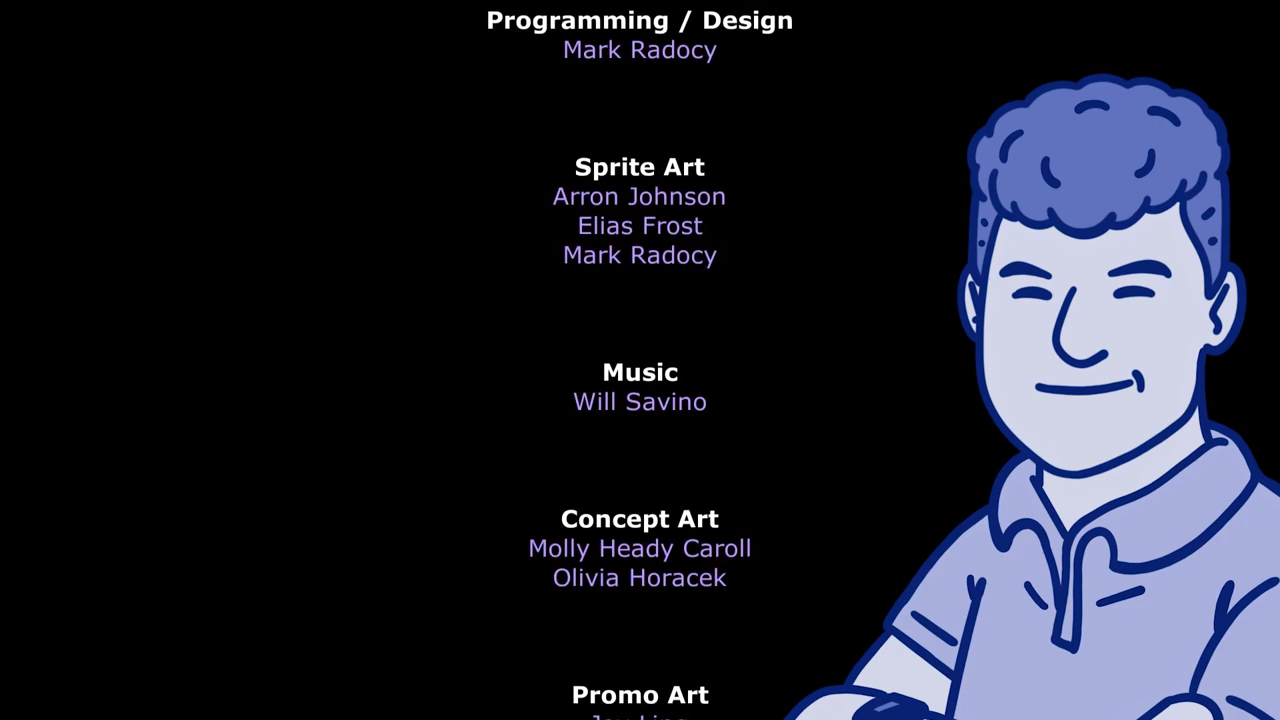 Programming / Design
Mark Radocy
Sprite Art
Arron Johnson
Elias Frost
Mark Radocy
Music
Will Savino
Concept Art
Molly Heady Caroll
Olivia Horacek
Promo Art